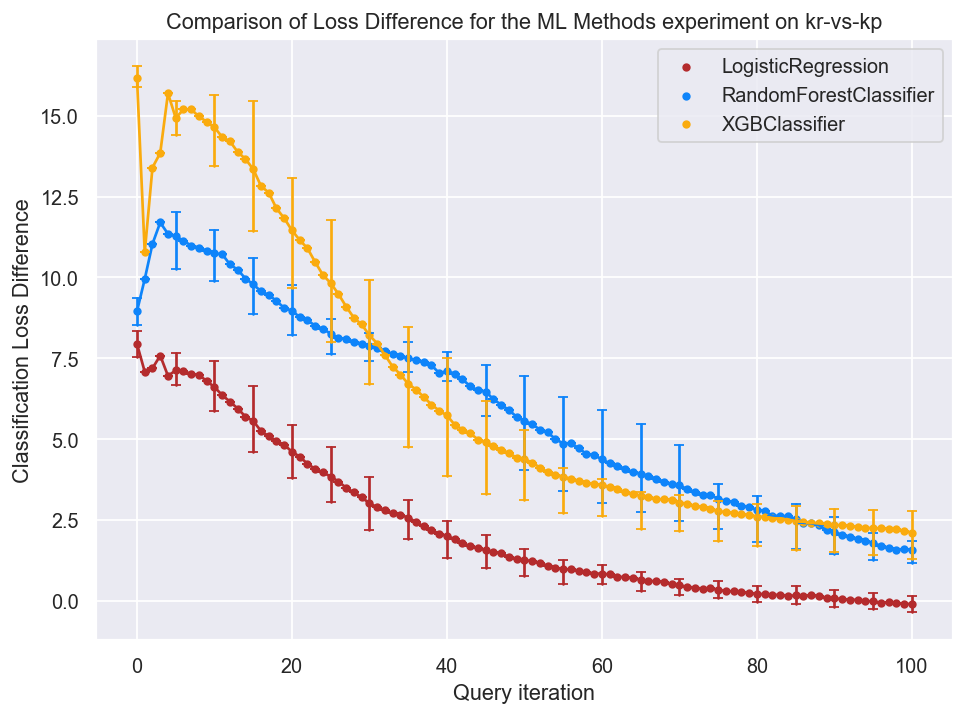 Comparison of Loss Difference for the ML Methods experiment on kr-vs-kp
LogisticRegression
RandomForestClassifier
XGBClassifier
Classification Loss Difference
15.0
12.5
10.0
7.5
5.0
2.5
0.0
0 20 40 60 80 100
Query iteration